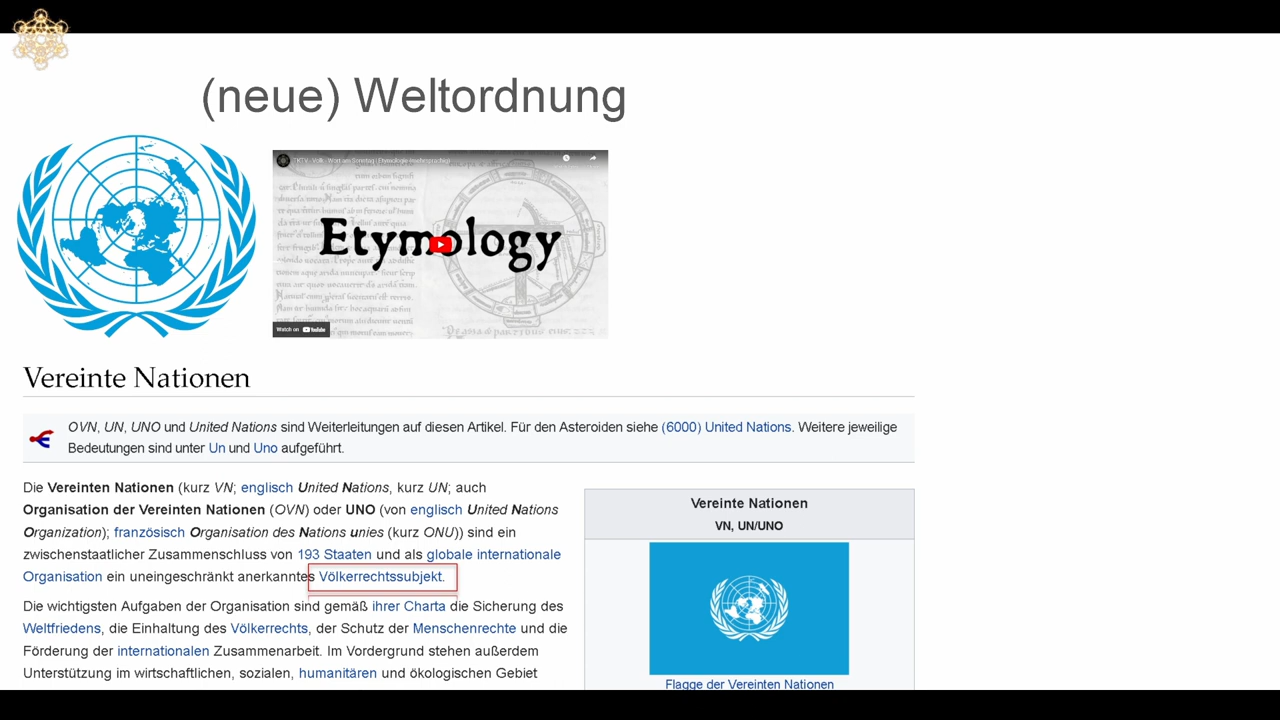 (neue) Weltordnung
Etymology
Watch on YouTube
Vereinte Nationen
OVN, UN, UNO und United Nations sind Weiterleitungen auf diesen Artikel. Für den Asteroiden siehe (6000) United Nations. Weitere jeweilige
Bedeutungen sind unter Un und Uno aufgeführt.
Die Vereinten Nationen (kurz VN; englisch United Nations, kurz UN; auch
Organisation der Vereinten Nationen (OVN) oder UNO (von englisch United Nations
Organization); französisch Organisation des Nations unies (kurz ONU)) sind ein
zwischenstaatlicher Zusammenschluss von 193 Staaten und als globale internationale
Organisation ein uneingeschränkt anerkanntes Völkerrechtssubjekt.
Die wichtigsten Aufgaben der Organisation sind gemäß ihrer Charta die Sicherung des
Weltfriedens, die Einhaltung des Völkerrechts, der Schutz der Menschenrechte und die
Förderung der internationalen Zusammenarbeit. Im Vordergrund stehen außerdem
Unterstützung im wirtschaftlichen, sozialen, humanitären und ökologischen Gebiet
Vereinte Nationen
VN, UN/UNO
Flagge der Vereinten Nationen